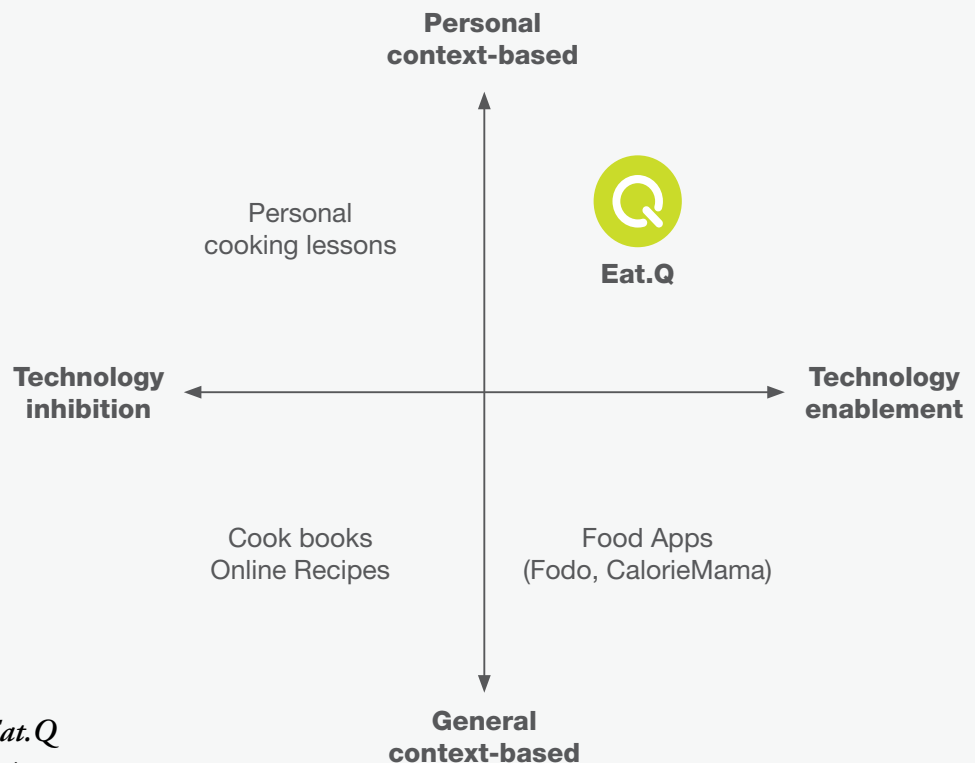 Personal
context-based
Personal
cooking lessons
Eat.Q
Technology
inhibition
Technology
enablement
Cook books
Online Recipes
Food Apps
(Fodo, CalorieMama)
General
context-based
Eat.Q